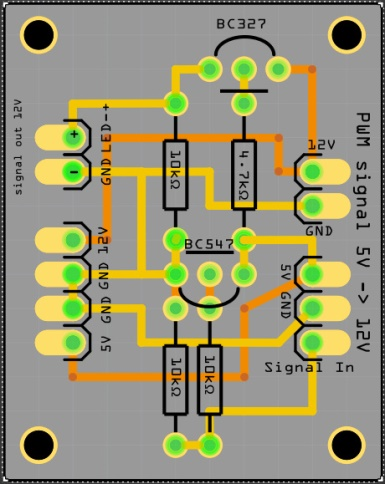 BC327
signal out 12V
+
-
LED-+
GND
10kΩ
4.7kΩ
12V
GND
PWM signal 5V -> 12V
BC547
12V
GND
GND
5V
5V
GND
Signal In
10kΩ
10kΩ